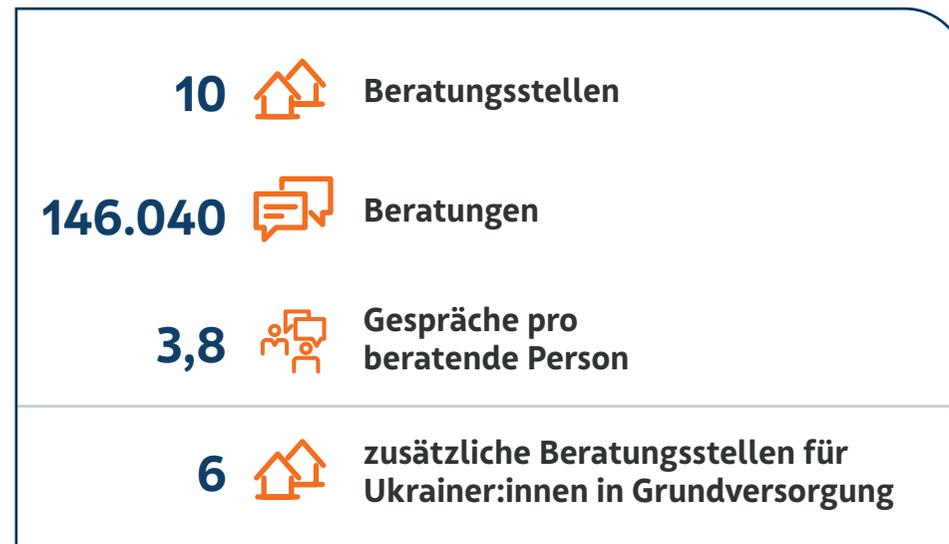 10 Beratungsstellen
146.040 Beratungen
3,8 Gespräche pro
beratende Person
6 zusätzliche Beratungsstellen für
Ukrainer:innen in Grundversorgung